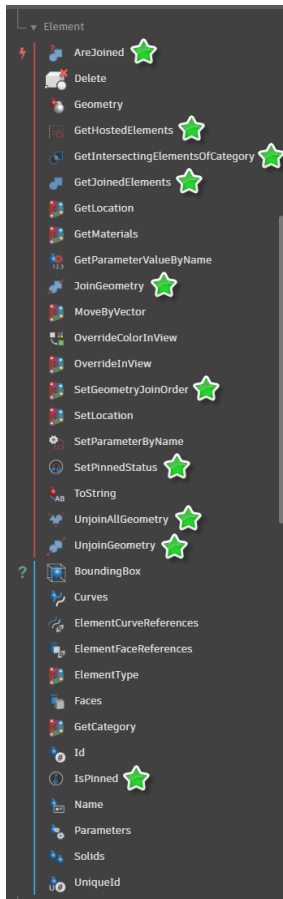 Element
AreJoined
Delete
Geometry
GetHostedElements
GetIntersectingElementsOfCategory
GetJoinedElements
GetLocation
GetMaterials
GetParameterValueByName
JoinGeometry
MoveByVector
OverrideColorInView
OverrideInView
SetGeometryJoinOrder
SetLocation
SetParameterByName
SetPinnedStatus
ToString
UnjoinAllGeometry
UnjoinGeometry
? BoundingBox
Curves
ElementCurveReferences
ElementFaceReferences
ElementType
Faces
GetCategory
Id
IsPinned
Name
Parameters
Solids
UniqueId